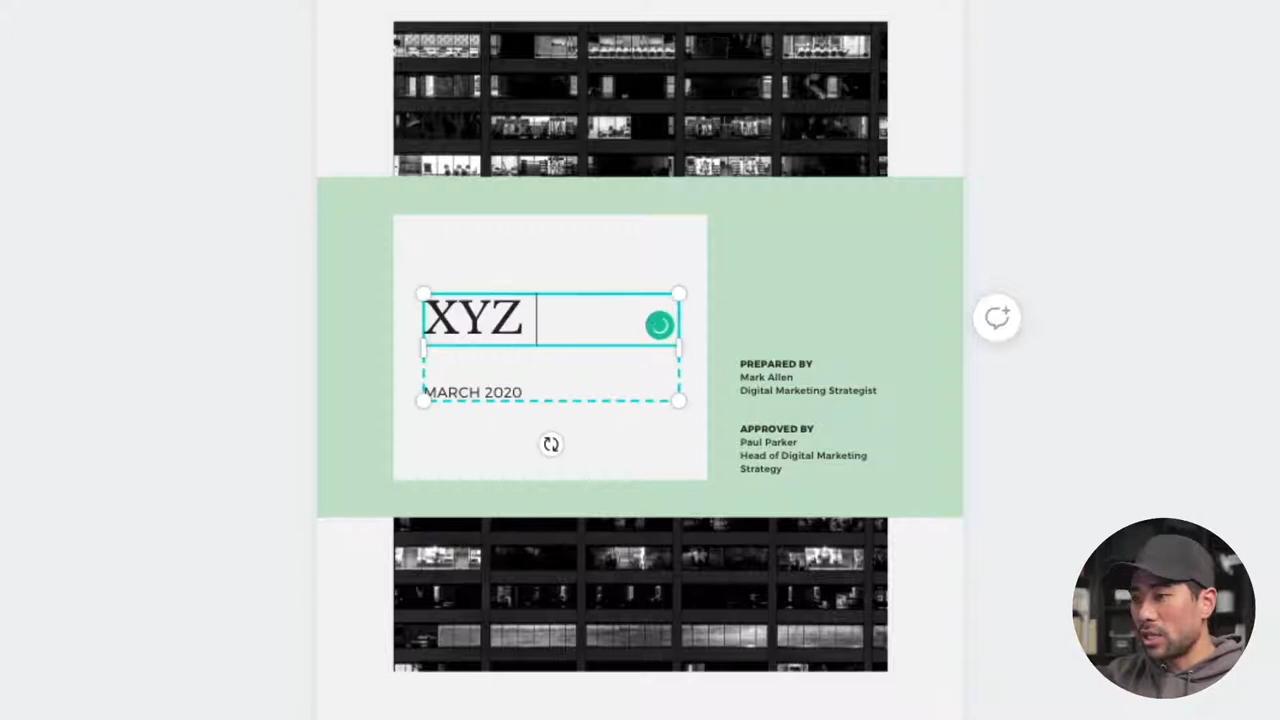 XYZ
MARCH 2020
PREPARED BY
Mark Allen
Digital Marketing Strategist
APPROVED BY
Paul Parker
Head of Digital Marketing
Strategy